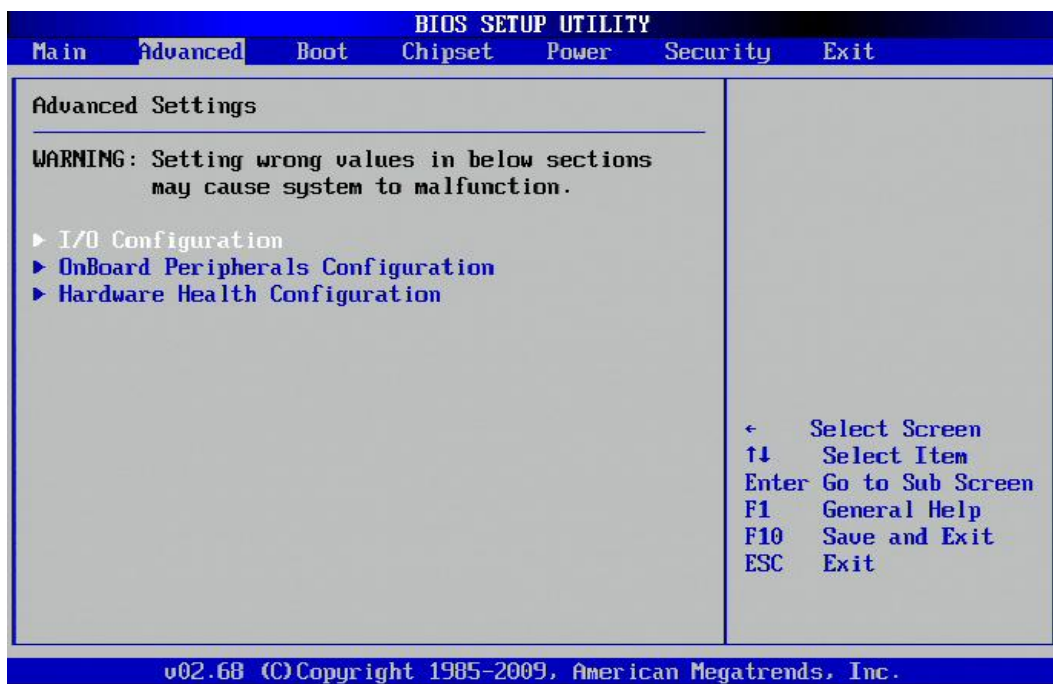 BIOS SETUP UTILITY
Main Advanced Boot Chipset Power Security Exit
Advanced Settings
WARNING: Setting wrong values in below sections
may cause system to malfunction.
▶ I/O Configuration
▶ OnBoard Peripherals Configuration
▶ Hardware Health Configuration
← Select Screen
↑↓ Select Item
Enter Go to Sub Screen
F1 General Help
F10 Save and Exit
ESC Exit
v02.68 (C)Copyright 1985-2009, American Megatrends, Inc.